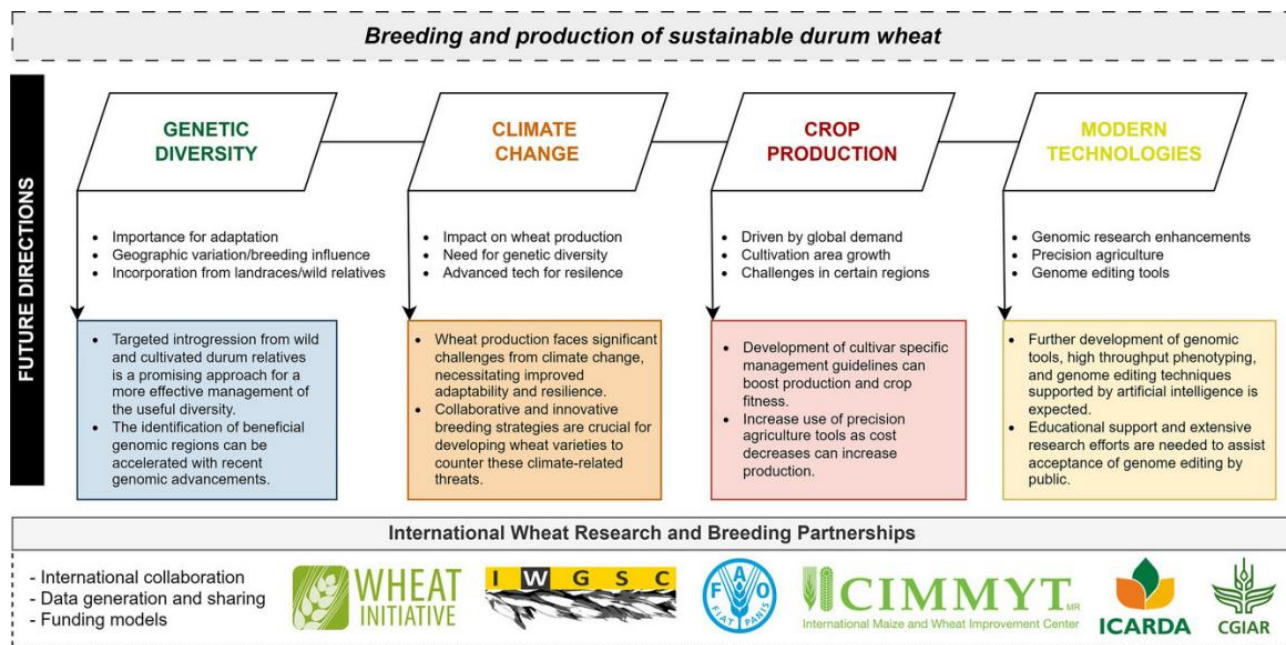 Breeding and production of sustainable durum wheat
FUTURE DIRECTIONS
GENETIC
DIVERSITY
• Importance for adaptation
• Geographic variation/breeding influence
• Incorporation from landraces/wild relatives
• Targeted introgression from wild
and cultivated durum relatives
is a promising approach for a
more effective management of
the useful diversity.
• The identification of beneficial
genomic regions can be
accelerated with recent
genomic advancements.
CLIMATE
CHANGE
• Impact on wheat production
• Need for genetic diversity
• Advanced tech for resilence
• Wheat production faces significant
challenges from climate change,
necessitating improved
adaptability and resilience.
• Collaborative and innovative
breeding strategies are crucial for
developing wheat varieties to
counter these climate-related
threats.
CROP
PRODUCTION
• Driven by global demand
• Cultivation area growth
• Challenges in certain regions
• Development of cultivar specific
management guidelines can
boost production and crop
fitness.
• Increase use of precision
agriculture tools as cost
decreases can increase
production.
MODERN
TECHNOLOGIES
• Genomic research enhancements
• Precision agriculture
• Genome editing tools
• Further development of genomic
tools, high throughput phenotyping,
and genome editing techniques
supported by artificial intelligence is
expected.
• Educational support and extensive
research efforts are needed to assist
acceptance of genome editing by
public.
International Wheat Research and Breeding Partnerships
- International collaboration
- Data generation and sharing
- Funding models
WHEAT
INITIATIVE
I W G S C
F A O
FIAT PANIS
CIMMYT MR
International Maize and Wheat Improvement Center
ICARDA
CGIAR